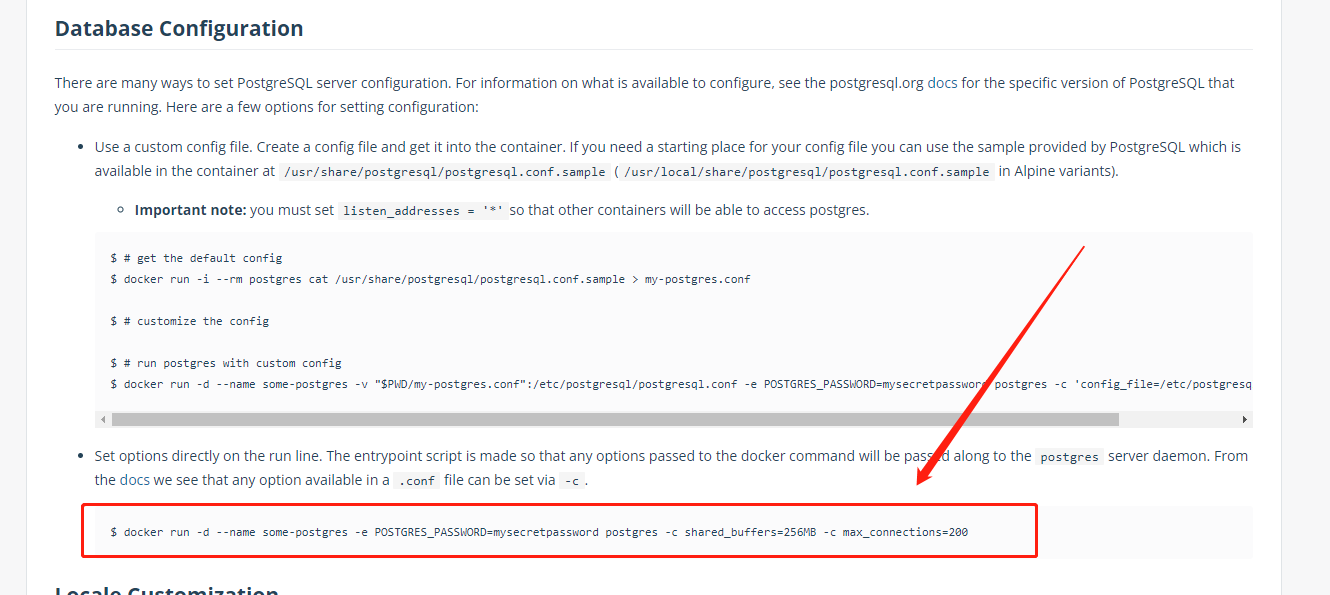 Database Configuration
There are many ways to set PostgreSQL server configuration. For information on what is available to configure, see the postgresql.org docs for the specific version of PostgreSQL that
you are running. Here are a few options for setting configuration:
Use a custom config file. Create a config file and get it into the container. If you need a starting place for your config file you can use the sample provided by PostgreSQL which is
available in the container at /usr/share/postgresql/postgresql.conf.sample ( /usr/local/share/postgresql/postgresql.conf.sample in Alpine variants).
Important note: you must set listen_addresses = '*' so that other containers will be able to access postgres.
$ # get the default config
$ docker run -i --rm postgres cat /usr/share/postgresql/postgresql.conf.sample > my-postgres.conf
$ # customize the config
$ # run postgres with custom config
$ docker run -d --name some-postgres -v "$PWD/my-postgres.conf":/etc/postgresql/postgresql.conf -e POSTGRES_PASSWORD=mysecretpassword postgres -c 'config_file=/etc/postgresq
Set options directly on the run line. The entrypoint script is made so that any options passed to the docker command will be passed along to the postgres server daemon. From
the docs we see that any option available in a .conf file can be set via -c .
$ docker run -d --name some-postgres -e POSTGRES_PASSWORD=mysecretpassword postgres -c shared_buffers=256MB -c max_connections=200
Locale Customization